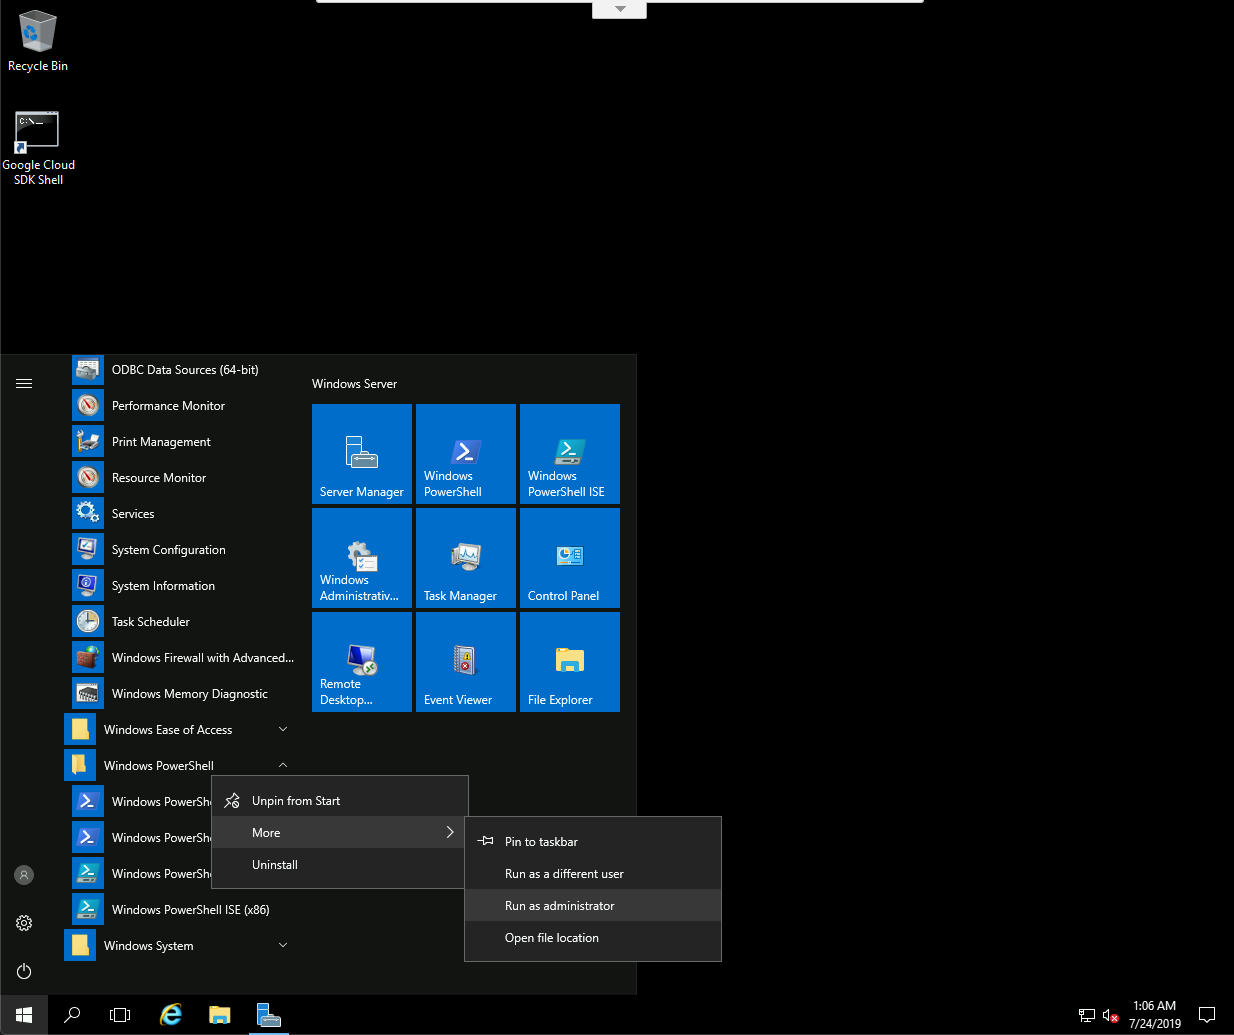 Recycle Bin
C:\_
Google Cloud
SDK Shell
ODBC Data Sources (64-bit)
Performance Monitor
Print Management
Resource Monitor
Services
System Configuration
System Information
Task Scheduler
Windows Firewall with Advanced...
Windows Memory Diagnostic
Windows Ease of Access
Windows PowerShell
Windows PowerSh
Windows PowerSh
Windows PowerSh
Windows PowerShell ISE (x86)
Windows System
Windows Server
Server Manager
Windows
PowerShell
Windows
PowerShell ISE
Windows
Administrativ...
Task Manager
Control Panel
Remote
Desktop...
Event Viewer
File Explorer
Unpin from Start
More
Uninstall
Pin to taskbar
Run as a different user
Run as administrator
Open file location
1:06 AM
7/24/2019